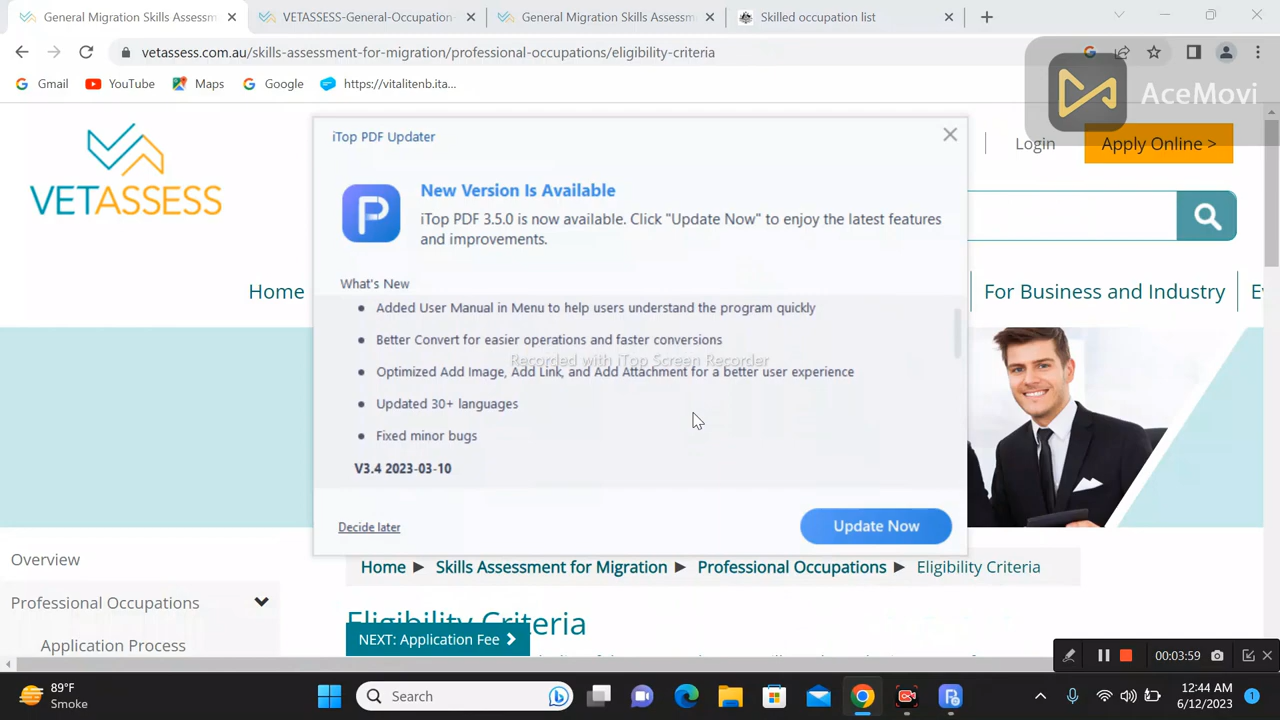 General Migration Skills Assessm
VETASSESS-General-Occupation-
General Migration Skills Assessm
Skilled occupation list
vetassess.com.au/skills-assessment-for-migration/professional-occupations/eligibility-criteria
Gmail
YouTube
Maps
Google
https://vitalitenb.ita...
AceMovi
VETASSESS
Login
Apply Online >
Home
For Business and Industry
E
iTop PDF Updater
New Version Is Available
iTop PDF 3.5.0 is now available. Click "Update Now" to enjoy the latest features
and improvements.
What's New
Added User Manual in Menu to help users understand the program quickly
Better Convert for easier operations and faster conversions
Recorded with iTop Screen Recorder
Optimized Add Image, Add Link, and Add Attachment for a better user experience
Updated 30+ languages
Fixed minor bugs
V3.4 2023-03-10
Decide later
Update Now
Overview
Professional Occupations
Application Process
Home ▶ Skills Assessment for Migration ▶ Professional Occupations ▶ Eligibility Criteria
Eligibility Criteria
NEXT: Application Fee
00:03:59
89°F
Smoke
Search
12:44 AM
6/12/2023
1